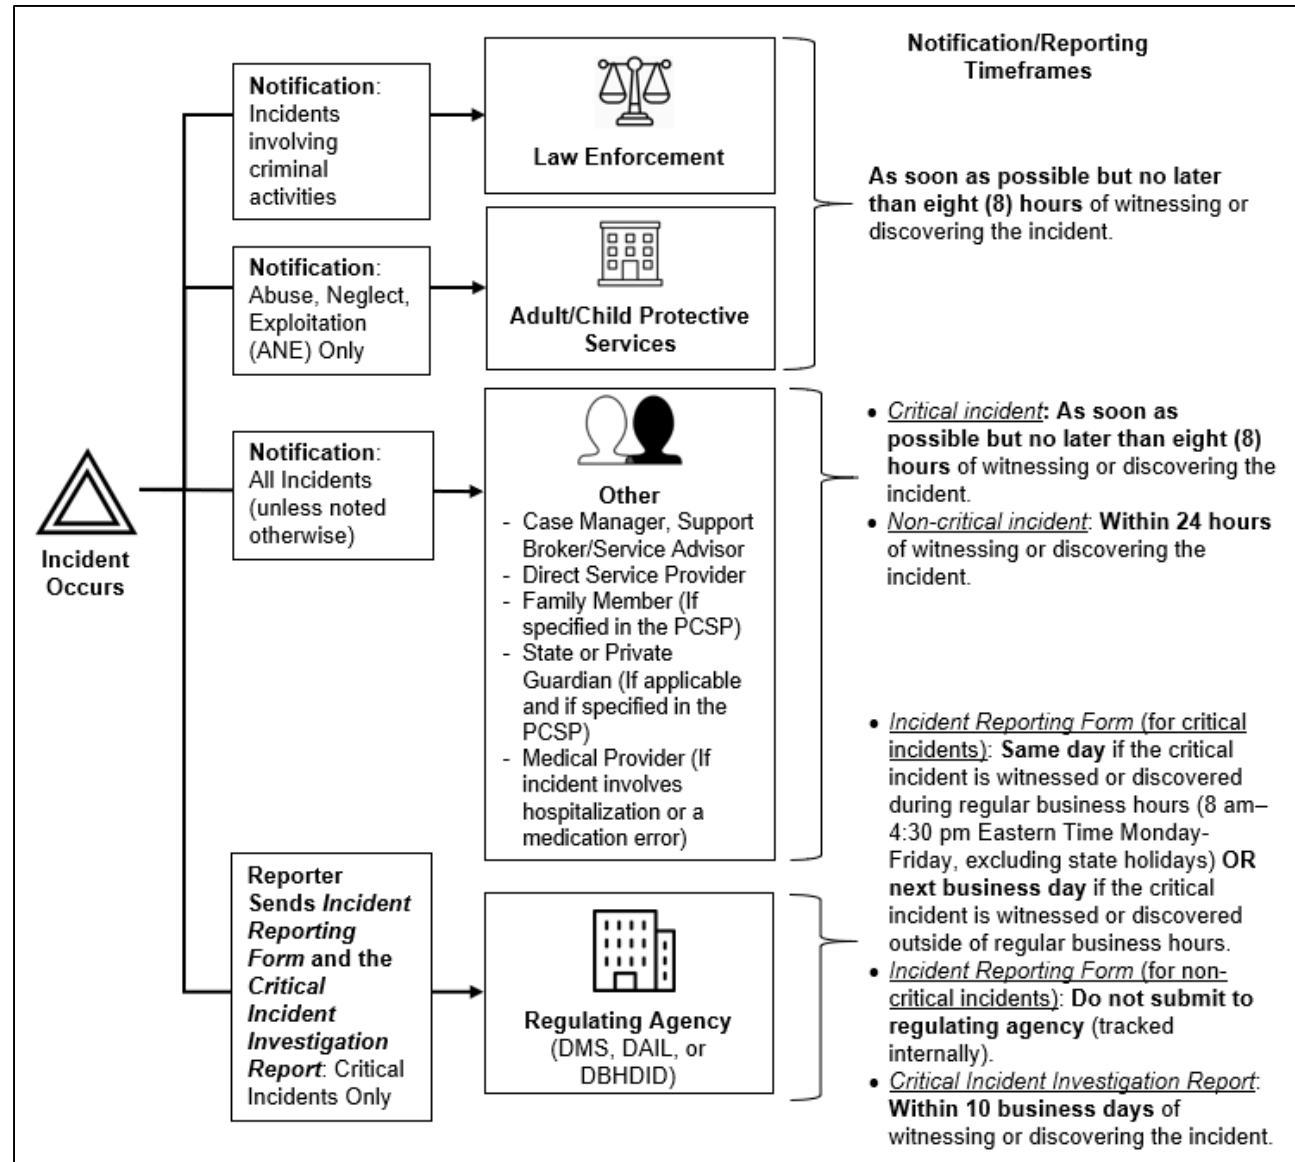 Notification/Reporting
Timeframes
Notification:
Incidents
involving
criminal
activities
Law Enforcement
As soon as possible but no later
than eight (8) hours of witnessing or
discovering the incident.
Notification:
Abuse, Neglect,
Exploitation
(ANE) Only
Adult/Child Protective
Services
Incident
Occurs
Notification:
All Incidents
(unless noted
otherwise)
Other
- Case Manager, Support
Broker/Service Advisor
- Direct Service Provider
- Family Member (If
specified in the PCSP)
- State or Private
Guardian (If applicable
and if specified in the
PCSP)
- Medical Provider (If
incident involves
hospitalization or a
medication error)
• Critical incident: As soon as
possible but no later than eight (8)
hours of witnessing or discovering the
incident.
• Non-critical incident: Within 24 hours
of witnessing or discovering the
incident.
Reporter
Sends Incident
Reporting
Form and the
Critical
Incident
Investigation
Report: Critical
Incidents Only
Regulating Agency
(DMS, DAIL, or
DBHDID)
• Incident Reporting Form (for critical
incidents): Same day if the critical
incident is witnessed or discovered
during regular business hours (8 am–
4:30 pm Eastern Time Monday-
Friday, excluding state holidays) OR
next business day if the critical
incident is witnessed or discovered
outside of regular business hours.
• Incident Reporting Form (for non-
critical incidents): Do not submit to
regulating agency (tracked
internally).
• Critical Incident Investigation Report:
Within 10 business days of
witnessing or discovering the incident.